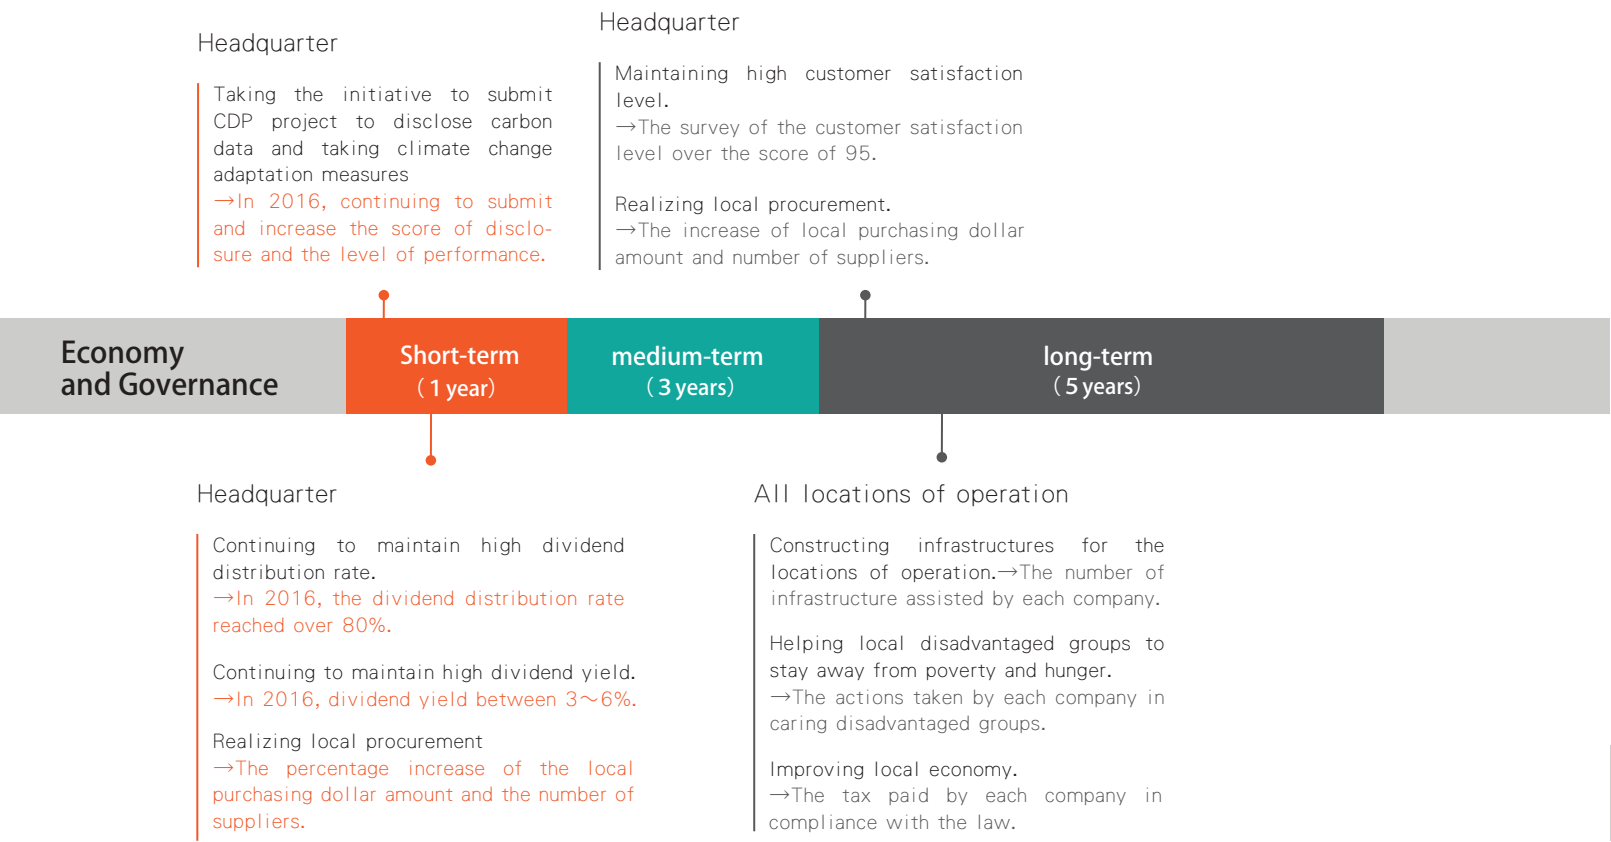 Headquarter
Taking the initiative to submit
CDP project to disclose carbon
data and taking climate change
adaptation measures
→In 2016, continuing to submit
and increase the score of disclo-
sure and the level of performance.
Headquarter
Maintaining high customer satisfaction
level.
→The survey of the customer satisfaction
level over the score of 95.
Realizing local procurement.
→The increase of local purchasing dollar
amount and number of suppliers.
Economy
and Governance
Short-term
(1 year)
medium-term
(3 years)
long-term
(5 years)
Headquarter
Continuing to maintain high dividend
distribution rate.
→In 2016, the dividend distribution rate
reached over 80%.
Continuing to maintain high dividend yield.
→In 2016, dividend yield between 3～6%.
Realizing local procurement
→The percentage increase of the local
purchasing dollar amount and the number of
suppliers.
All locations of operation
Constructing infrastructures for the
locations of operation.→The number of
infrastructure assisted by each company.
Helping local disadvantaged groups to
stay away from poverty and hunger.
→The actions taken by each company in
caring disadvantaged groups.
Improving local economy.
→The tax paid by each company in
compliance with the law.